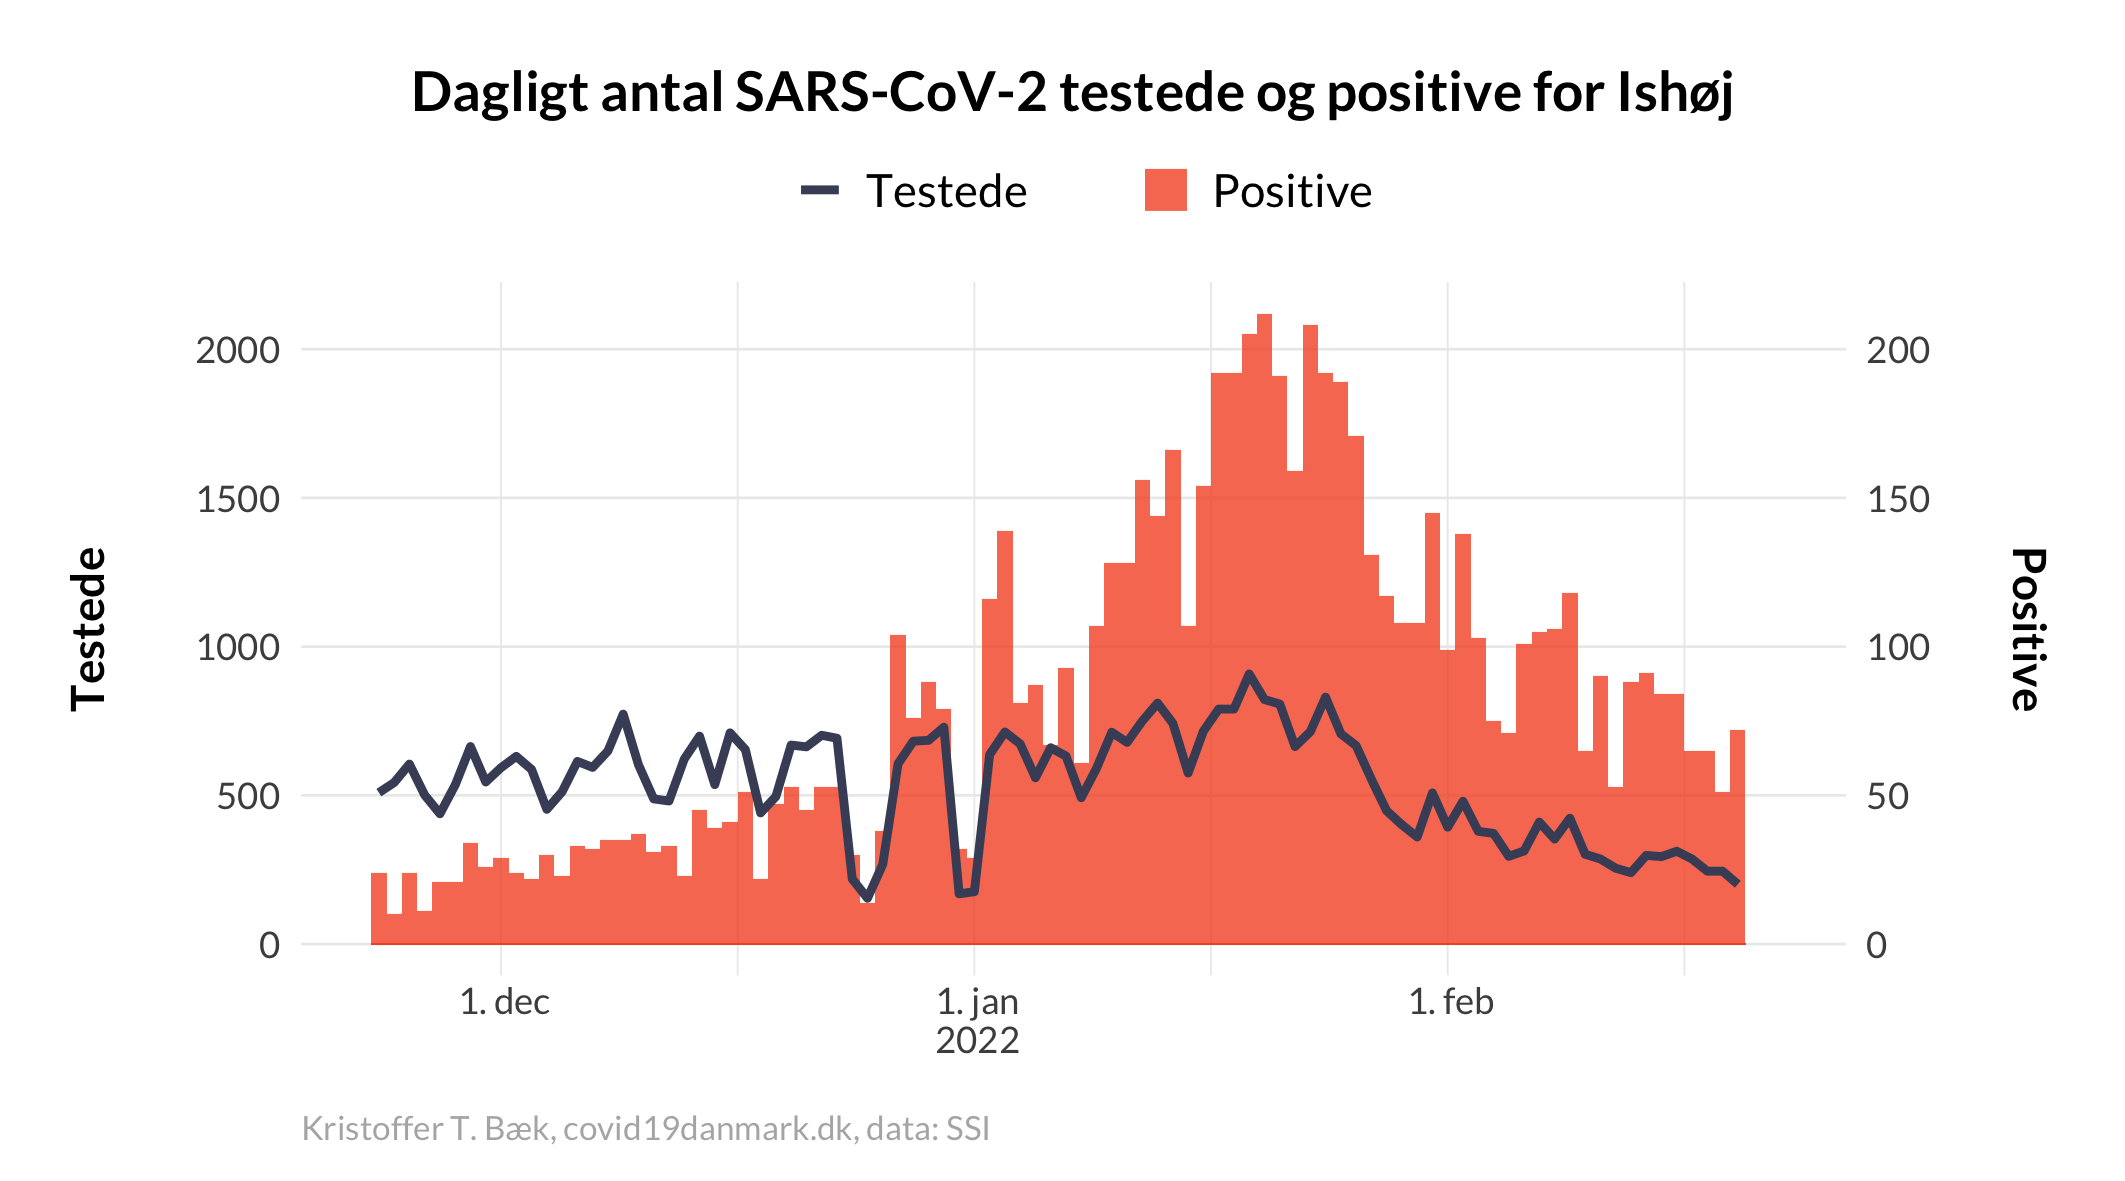 Dagligt antal SARS-CoV-2 testede og positive for Ishøj
Testede
Positive
2000
1500
1000
500
0
200
150
100
50
0
Testede
Positive
1. dec
1. jan
2022
1. feb
Kristoffer T. Bæk, covid19danmark.dk, data: SSI